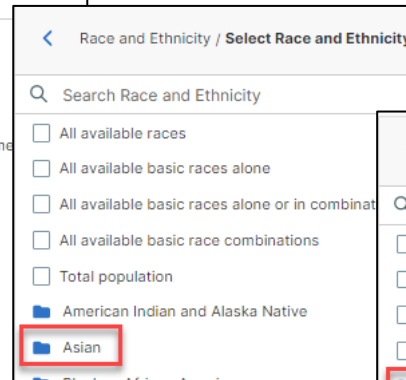 Race and Ethnicity / Select Race and Ethnicity
Search Race and Ethnicity
All available races
All available basic races alone
All available basic races alone or in combinat
All available basic race combinations
Total population
American Indian and Alaska Native
Asian